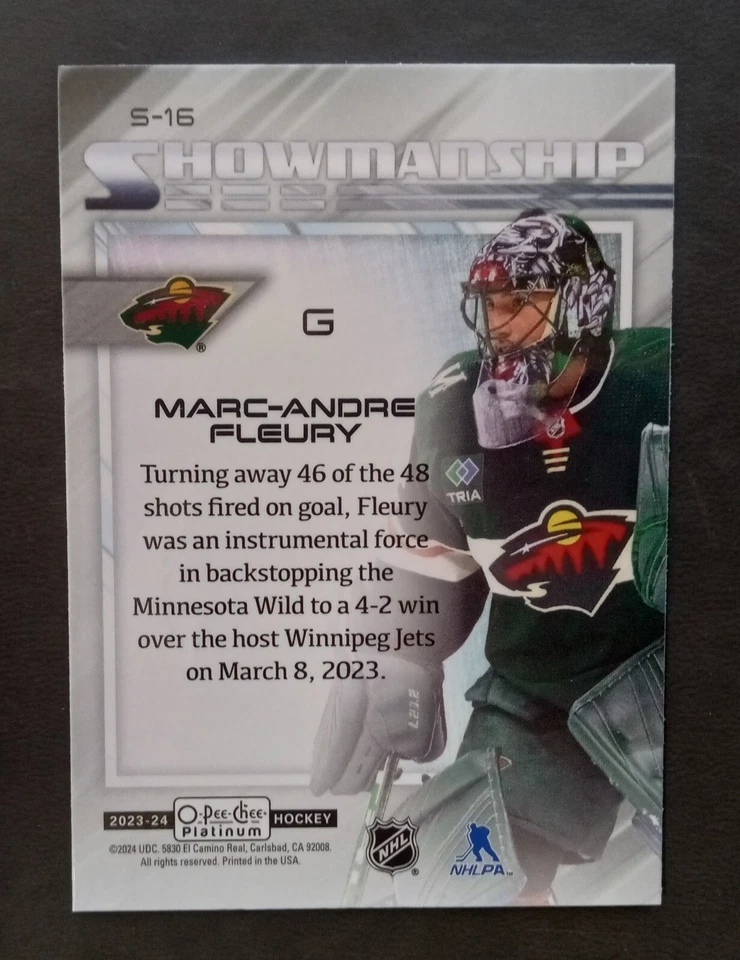 S-16
SHOWMANSHIP
®
G
MARC-ANDRE
FLEURY
Turning away 46 of the 48
shots fired on goal, Fleury
was an instrumental force
in backstopping the
Minnesota Wild to a 4-2 win
over the host Winnipeg Jets
on March 8, 2023.
TRIA
2023-24 O-Pee-Chee Platinum HOCKEY
©2024 UDC. 5830 El Camino Real, Carlsbad, CA 92008.
All rights reserved. Printed in the USA.
NHL ®
NHLPA™